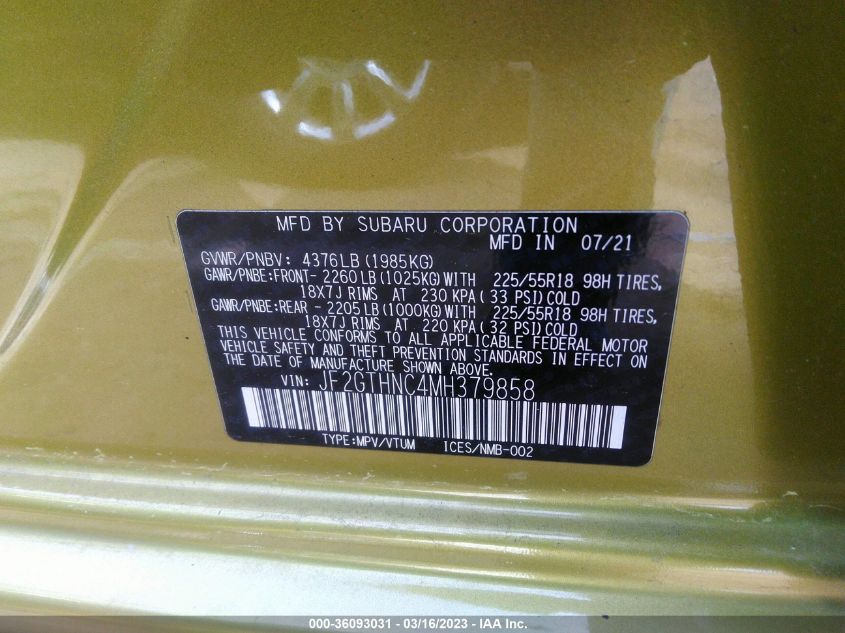 MFD BY SUBARU CORPORATION
MFD IN 07/21
GVWR/PNBV: 4376LB (1985KG)
GAWR/PNBE:FRONT- 2260LB (1025KG) WITH 225/55R18 98H TIRES,
18X7J RIMS AT 230 KPA( 33 PSI) COLD
GAWR/PNBE:REAR - 2205LB (1000KG) WITH 225/55R18 98H TIRES,
18X7J RIMS AT 220 KPA( 32 PSI) COLD
THIS VEHICLE CONFORMS TO ALL APPLICABLE FEDERAL MOTOR
VEHICLE SAFETY AND THEFT PREVENTION STANDARDS IN EFFECT ON
THE DATE OF MANUFACTURE SHOWN ABOVE.
VIN: JF2GTHNC4MH379858
TYPE:MPV/VTUM ICES/NMB-002
000-36093031 - 03/16/2023 - IAA Inc.